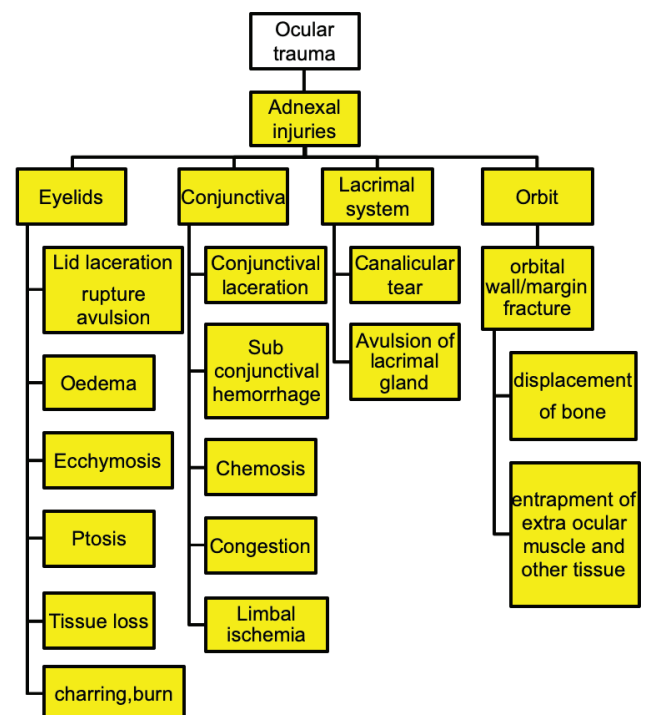 Ocular
trauma
Adnexal
injuries
Eyelids
Conjunctiva
Lacrimal
system
Orbit
Lid laceration
rupture
avulsion
Oedema
Ecchymosis
Ptosis
Tissue loss
charring,burn
Conjunctival
laceration
Sub
conjunctival
hemorrhage
Chemosis
Congestion
Limbal
ischemia
Canalicular
tear
Avulsion of
lacrimal
gland
orbital
wall/margin
fracture
displacement
of bone
entrapment of
extra ocular
muscle and
other tissue